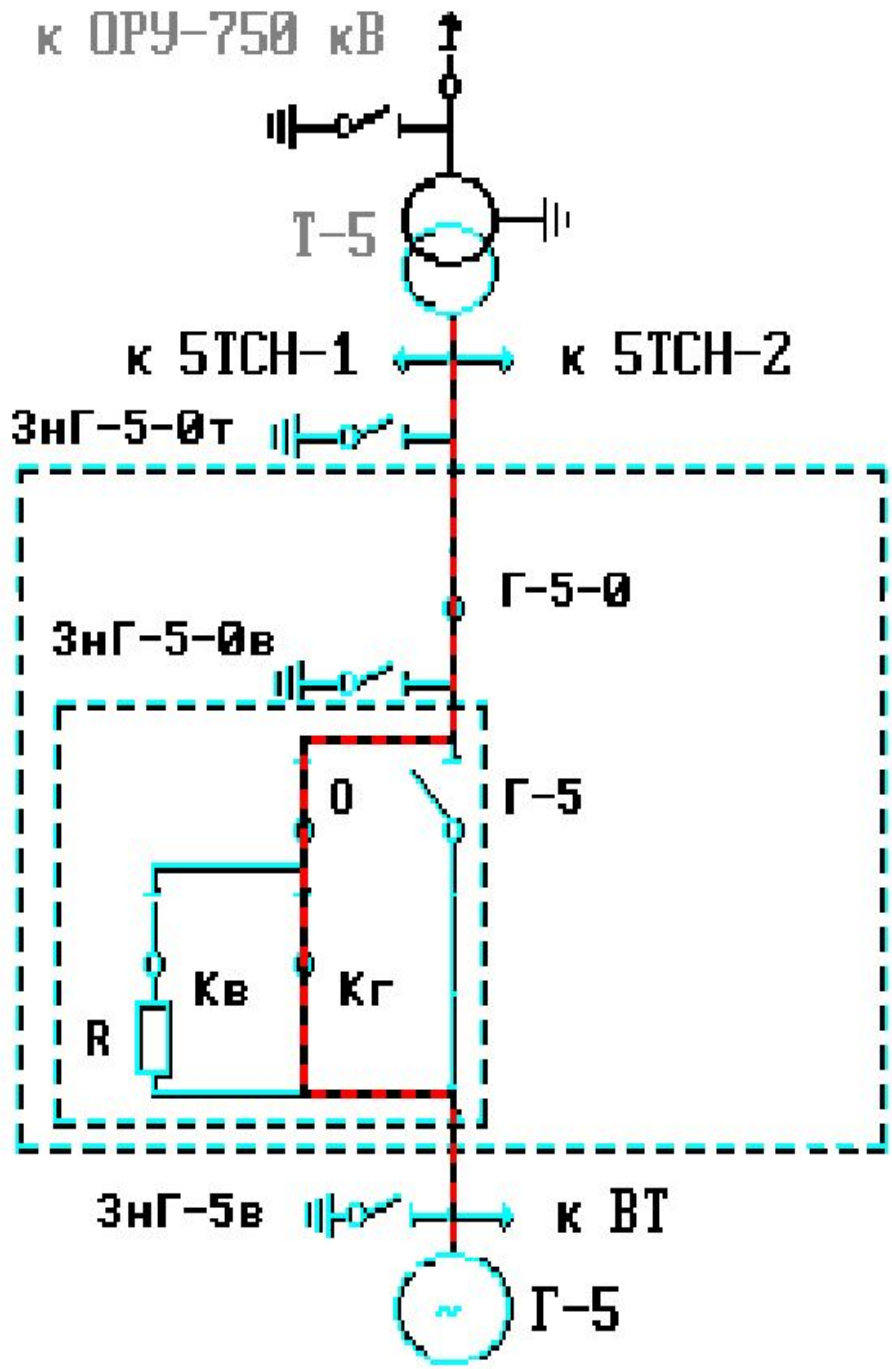 к ОРУ-750 кВ
Т-5
к 5ТСН-1
к 5ТСН-2
ЗнГ-5-0т
Г-5-0
ЗнГ-5-0в
О
Г-5
Кв
Кг
R
ЗнГ-5в
к ВТ
~
Г-5